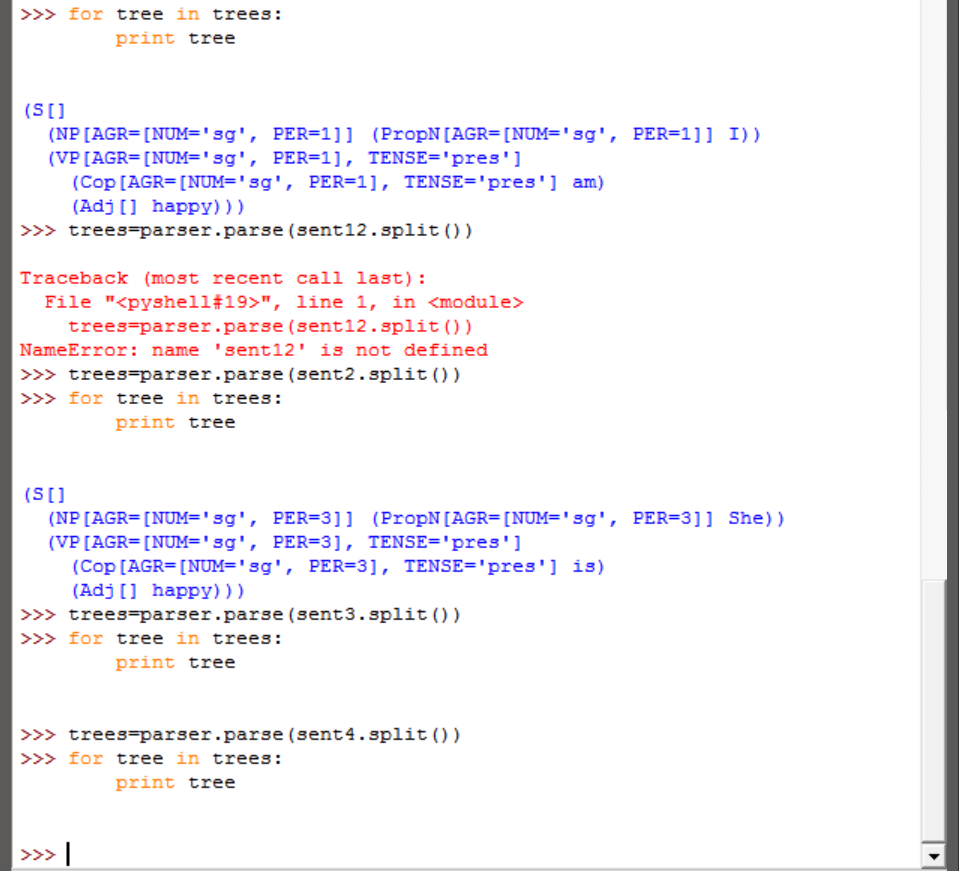 >>> for tree in trees:
        print tree
(S[]
  (NP[AGR=[NUM='sg', PER=1]] (PropN[AGR=[NUM='sg', PER=1]] I))
  (VP[AGR=[NUM='sg', PER=1], TENSE='pres']
    (Cop[AGR=[NUM='sg', PER=1], TENSE='pres'] am)
    (Adj[] happy)))
>>> trees=parser.parse(sent12.split())
Traceback (most recent call last):
  File "<pyshell#19>", line 1, in <module>
    trees=parser.parse(sent12.split())
NameError: name 'sent12' is not defined
>>> trees=parser.parse(sent2.split())
>>> for tree in trees:
        print tree
(S[]
  (NP[AGR=[NUM='sg', PER=3]] (PropN[AGR=[NUM='sg', PER=3]] She))
  (VP[AGR=[NUM='sg', PER=3], TENSE='pres']
    (Cop[AGR=[NUM='sg', PER=3], TENSE='pres'] is)
    (Adj[] happy)))
>>> trees=parser.parse(sent3.split())
>>> for tree in trees:
        print tree
>>> trees=parser.parse(sent4.split())
>>> for tree in trees:
        print tree
>>>